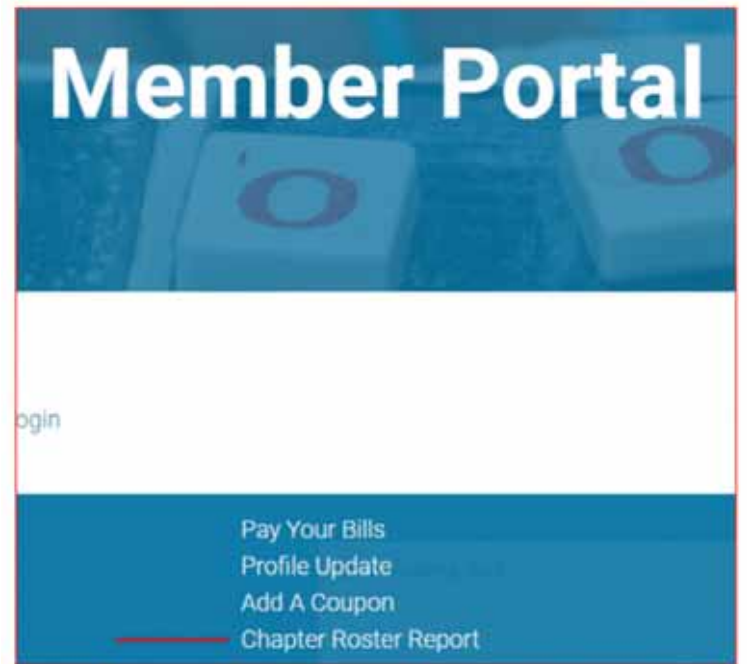 Member Portal
ogin
Pay Your Bills
Profile Update
Add A Coupon
Chapter Roster Report